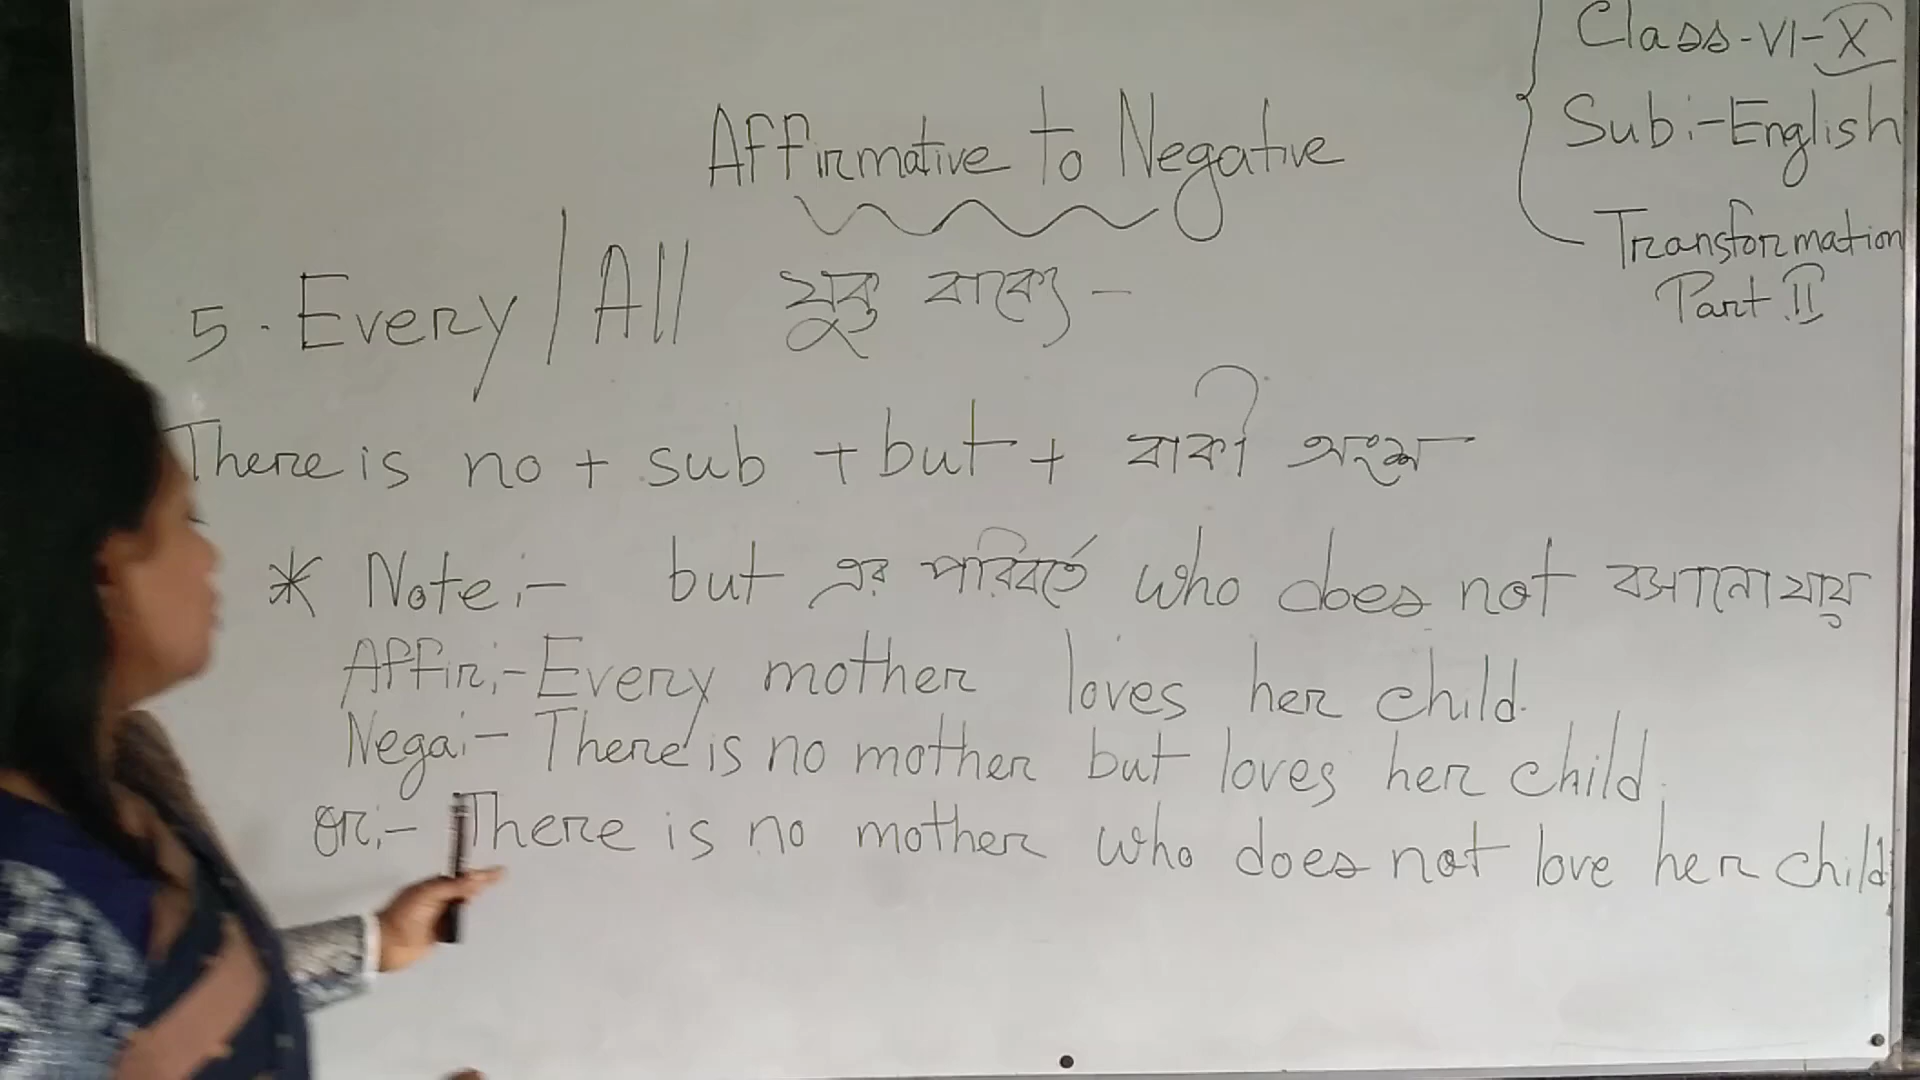 Class-VI-X
Sub:-English
Transformation
Part II
Affirmative to Negative
5. Every/All যুক্ত বাক্যে -
There is no + sub + but + বাকী অংশ
* Note:- but এর পরিবর্তে who does not বসানো যায়
Affir:- Every mother loves her child.
Nega:- There is no mother but loves her child.
or:- There is no mother who does not love her child